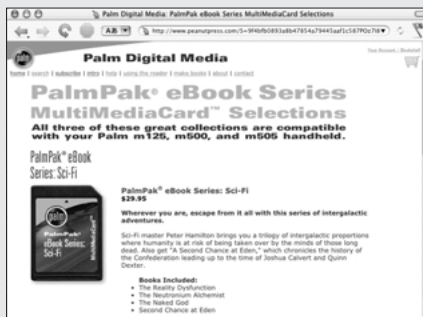 Palm Digital Media: PalmPak eBook Series MultiMediaCard Selections
Your Account | Bookshelf
palm
Palm Digital Media
home | search | subscribe | intro | help | using the reader | make books | about | contact
PalmPak® eBook Series
MultiMediaCard™ Selections
All three of these great collections are compatible
with your Palm m125, m500, and m505 handheld.
PalmPak® eBook
Series: Sci-Fi
palm
PalmPak®
eBook Series:
Sci-Fi
MultiMediaCard™
PalmPak® eBook Series: Sci-Fi
$29.95
Wherever you are, escape from it all with this series of intergalactic
adventures.
Sci-Fi master Peter Hamilton brings you a trilogy of intergalactic proportions
where humanity is at risk of being taken over by the minds of those long
dead. Also get "A Second Chance at Eden," which chronicles the history of
the Confederation leading up to the time of Joshua Calvert and Quinn
Dexter.
Books Included:
• The Reality Dysfunction
• The Neutronium Alchemist
• The Naked God
• Second Chance at Eden